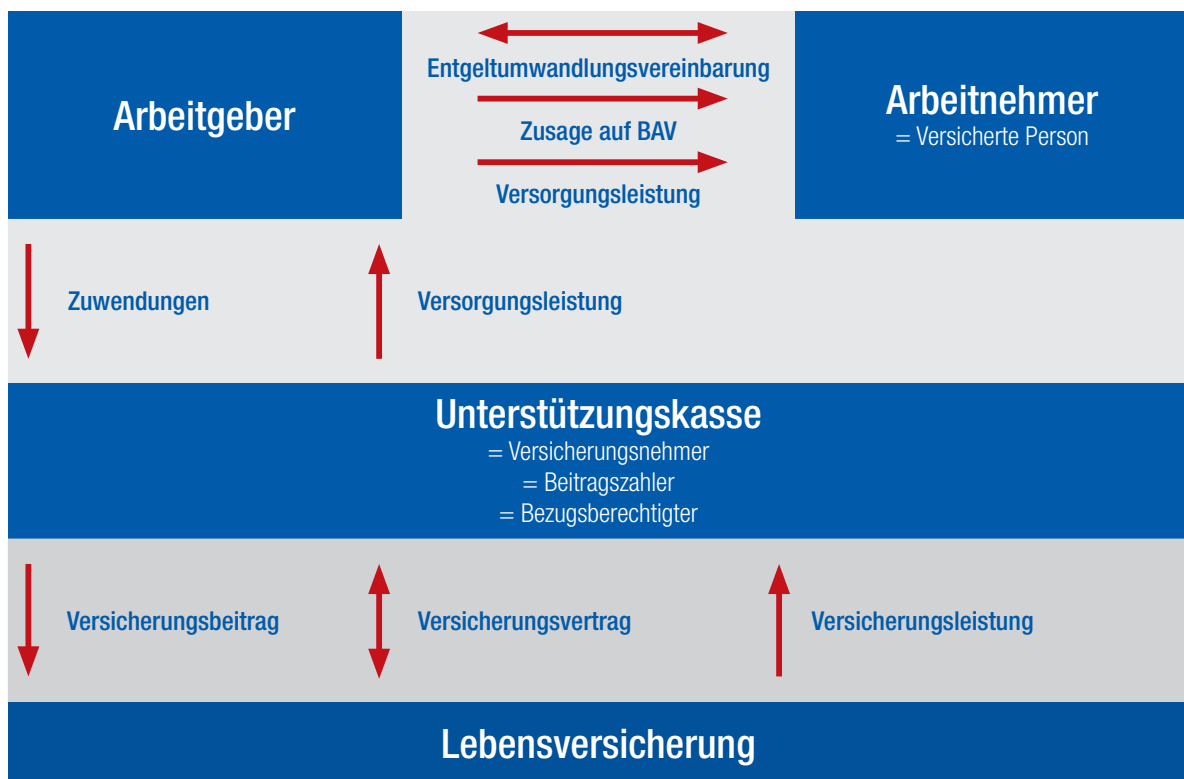 Arbeitgeber
Entgeltumwandlungsvereinbarung
Zusage auf BAV
Versorgungsleistung
Arbeitnehmer
= Versicherte Person
Zuwendungen
Versorgungsleistung
Unterstützungskasse
= Versicherungsnehmer
= Beitragszahler
= Bezugsberechtigter
Versicherungsbeitrag
Versicherungsvertrag
Versicherungsleistung
Lebensversicherung